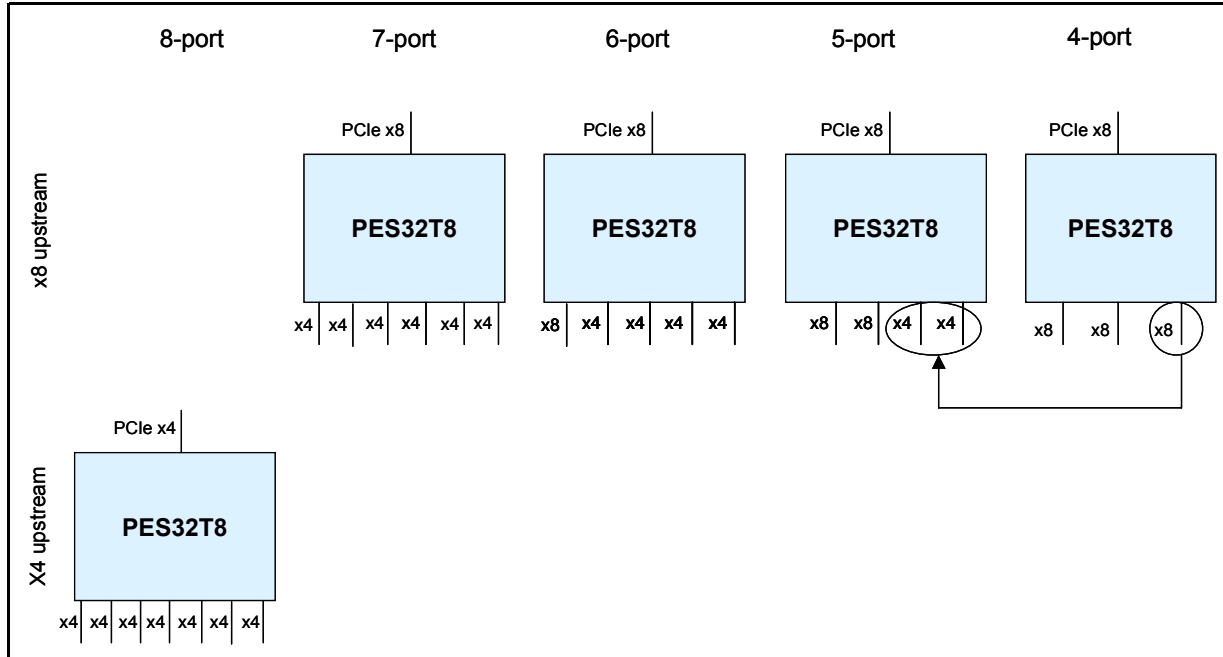 8-port 7-port 6-port 5-port 4-port
x8 upstream
PCIe x8 PCIe x8 PCIe x8 PCIe x8
PES32T8 PES32T8 PES32T8 PES32T8
x4 x4 x4 x4 x4 x4 x8 x4 x4 x4 x4 x8 x8 x4 x4 x8 x8 x8
X4 upstream
PCIe x4
PES32T8
x4 x4 x4 x4 x4 x4 x4